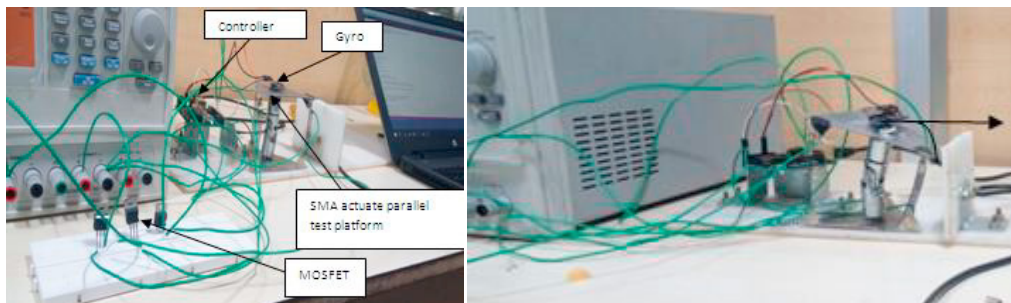 Controller
Gyro
SMA actuate parallel
test platform
MOSFET